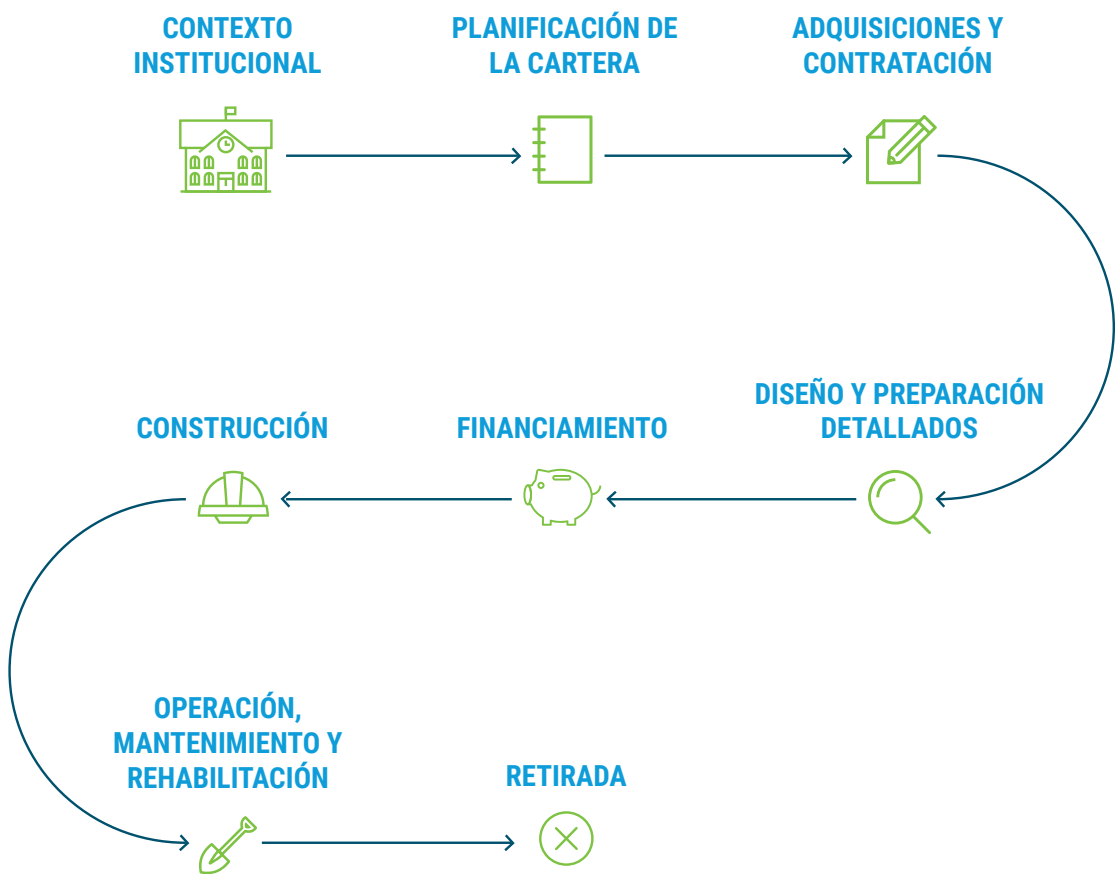 CONTEXTO
INSTITUCIONAL
PLANIFICACIÓN DE
LA CARTERA
ADQUISICIONES Y
CONTRATACIÓN
DISEÑO Y PREPARACIÓN
DETALLADOS
FINANCIAMIENTO
CONSTRUCCIÓN
OPERACIÓN,
MANTENIMIENTO Y
REHABILITACIÓN
RETIRADA